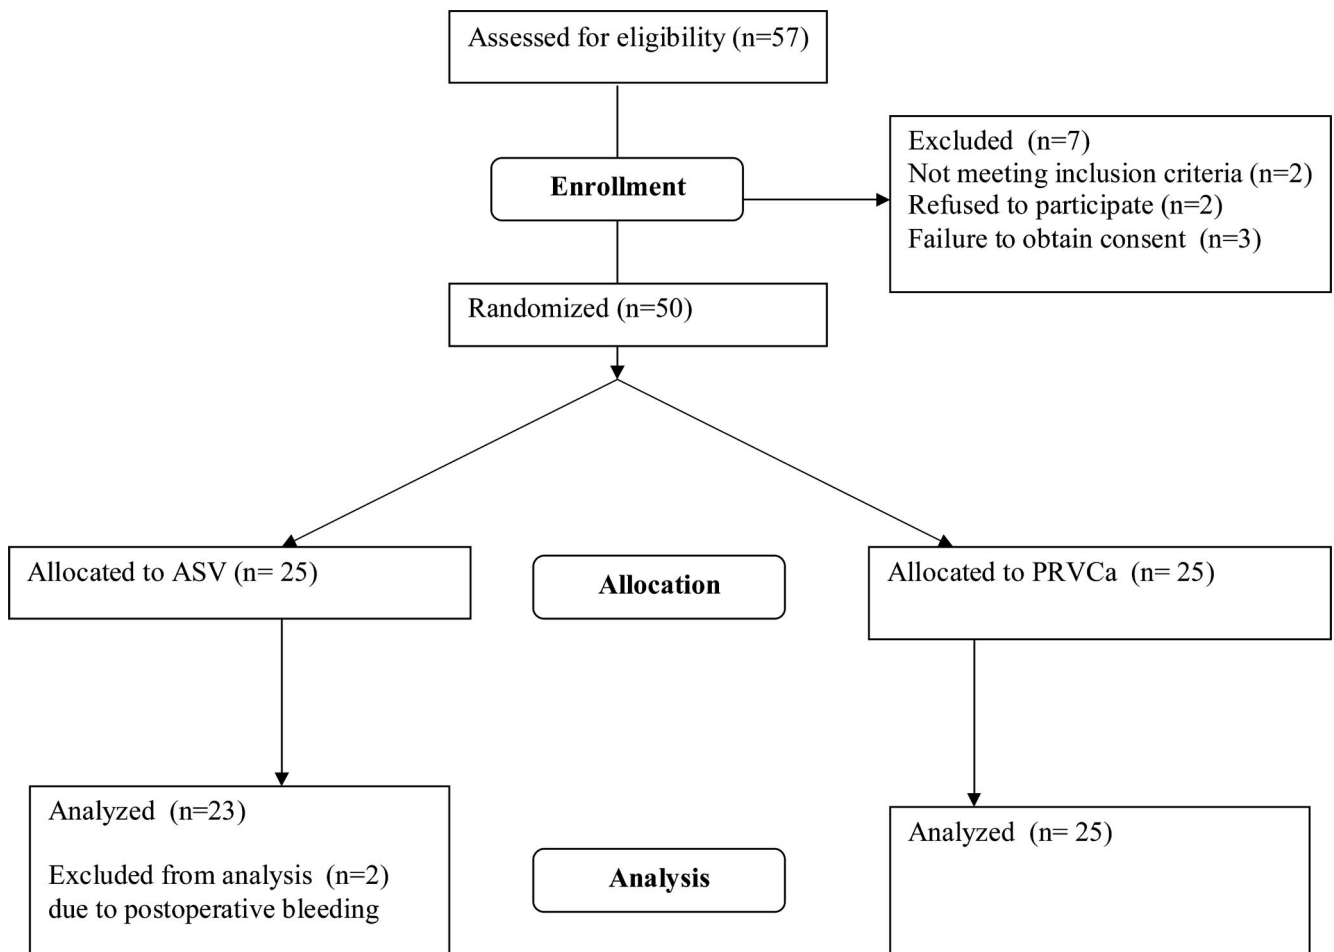 Assessed for eligibility (n=57)
Enrollment
Excluded (n=7)
Not meeting inclusion criteria (n=2)
Refused to participate (n=2)
Failure to obtain consent (n=3)
Randomized (n=50)
Allocated to ASV (n= 25)
Allocation
Allocated to PRVCa (n= 25)
Analyzed (n=23)
Excluded from analysis (n=2)
due to postoperative bleeding
Analysis
Analyzed (n= 25)